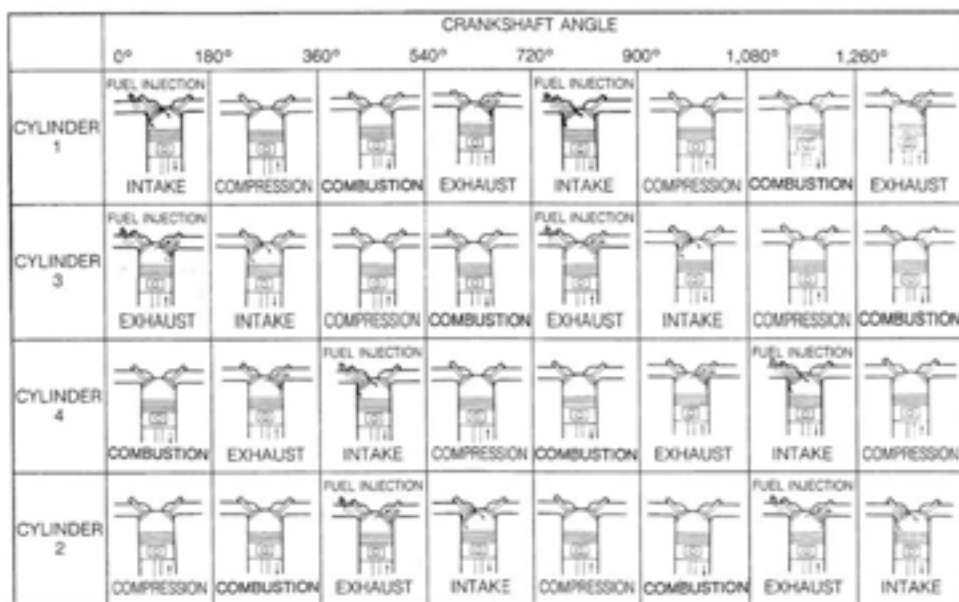 CRANKSHAFT ANGLE
0° 180° 360° 540° 720° 900° 1,080° 1,260°
FUEL INJECTION FUEL INJECTION
CYLINDER
1
INTAKE COMPRESSION COMBUSTION EXHAUST INTAKE COMPRESSION COMBUSTION EXHAUST
FUEL INJECTION FUEL INJECTION
CYLINDER
3
EXHAUST INTAKE COMPRESSION COMBUSTION EXHAUST INTAKE COMPRESSION COMBUSTION
FUEL INJECTION FUEL INJECTION
CYLINDER
4
COMBUSTION EXHAUST INTAKE COMPRESSION COMBUSTION EXHAUST INTAKE COMPRESSION
FUEL INJECTION FUEL INJECTION
CYLINDER
2
COMPRESSION COMBUSTION EXHAUST INTAKE COMPRESSION COMBUSTION EXHAUST INTAKE